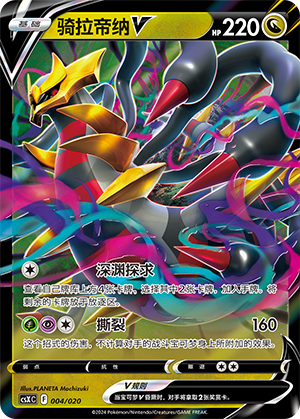 基础
骑拉帝纳V
HP 220
深渊探求
查看自己牌库上方4张卡牌，选择其中2张卡牌，加入手牌。将
剩余的卡牌放于放逐区。
撕裂 160
这个招式的伤害，不计算对手的战斗宝可梦身上所附加的效果。
弱点 抗性 撤退
Illus.PLANETA Mochizuki
V规则
csXC F 004/020
当宝可梦V昏厥时，对手将拿取2张奖赏卡。
©2024 Pokémon/Nintendo/Creatures/GAME FREAK